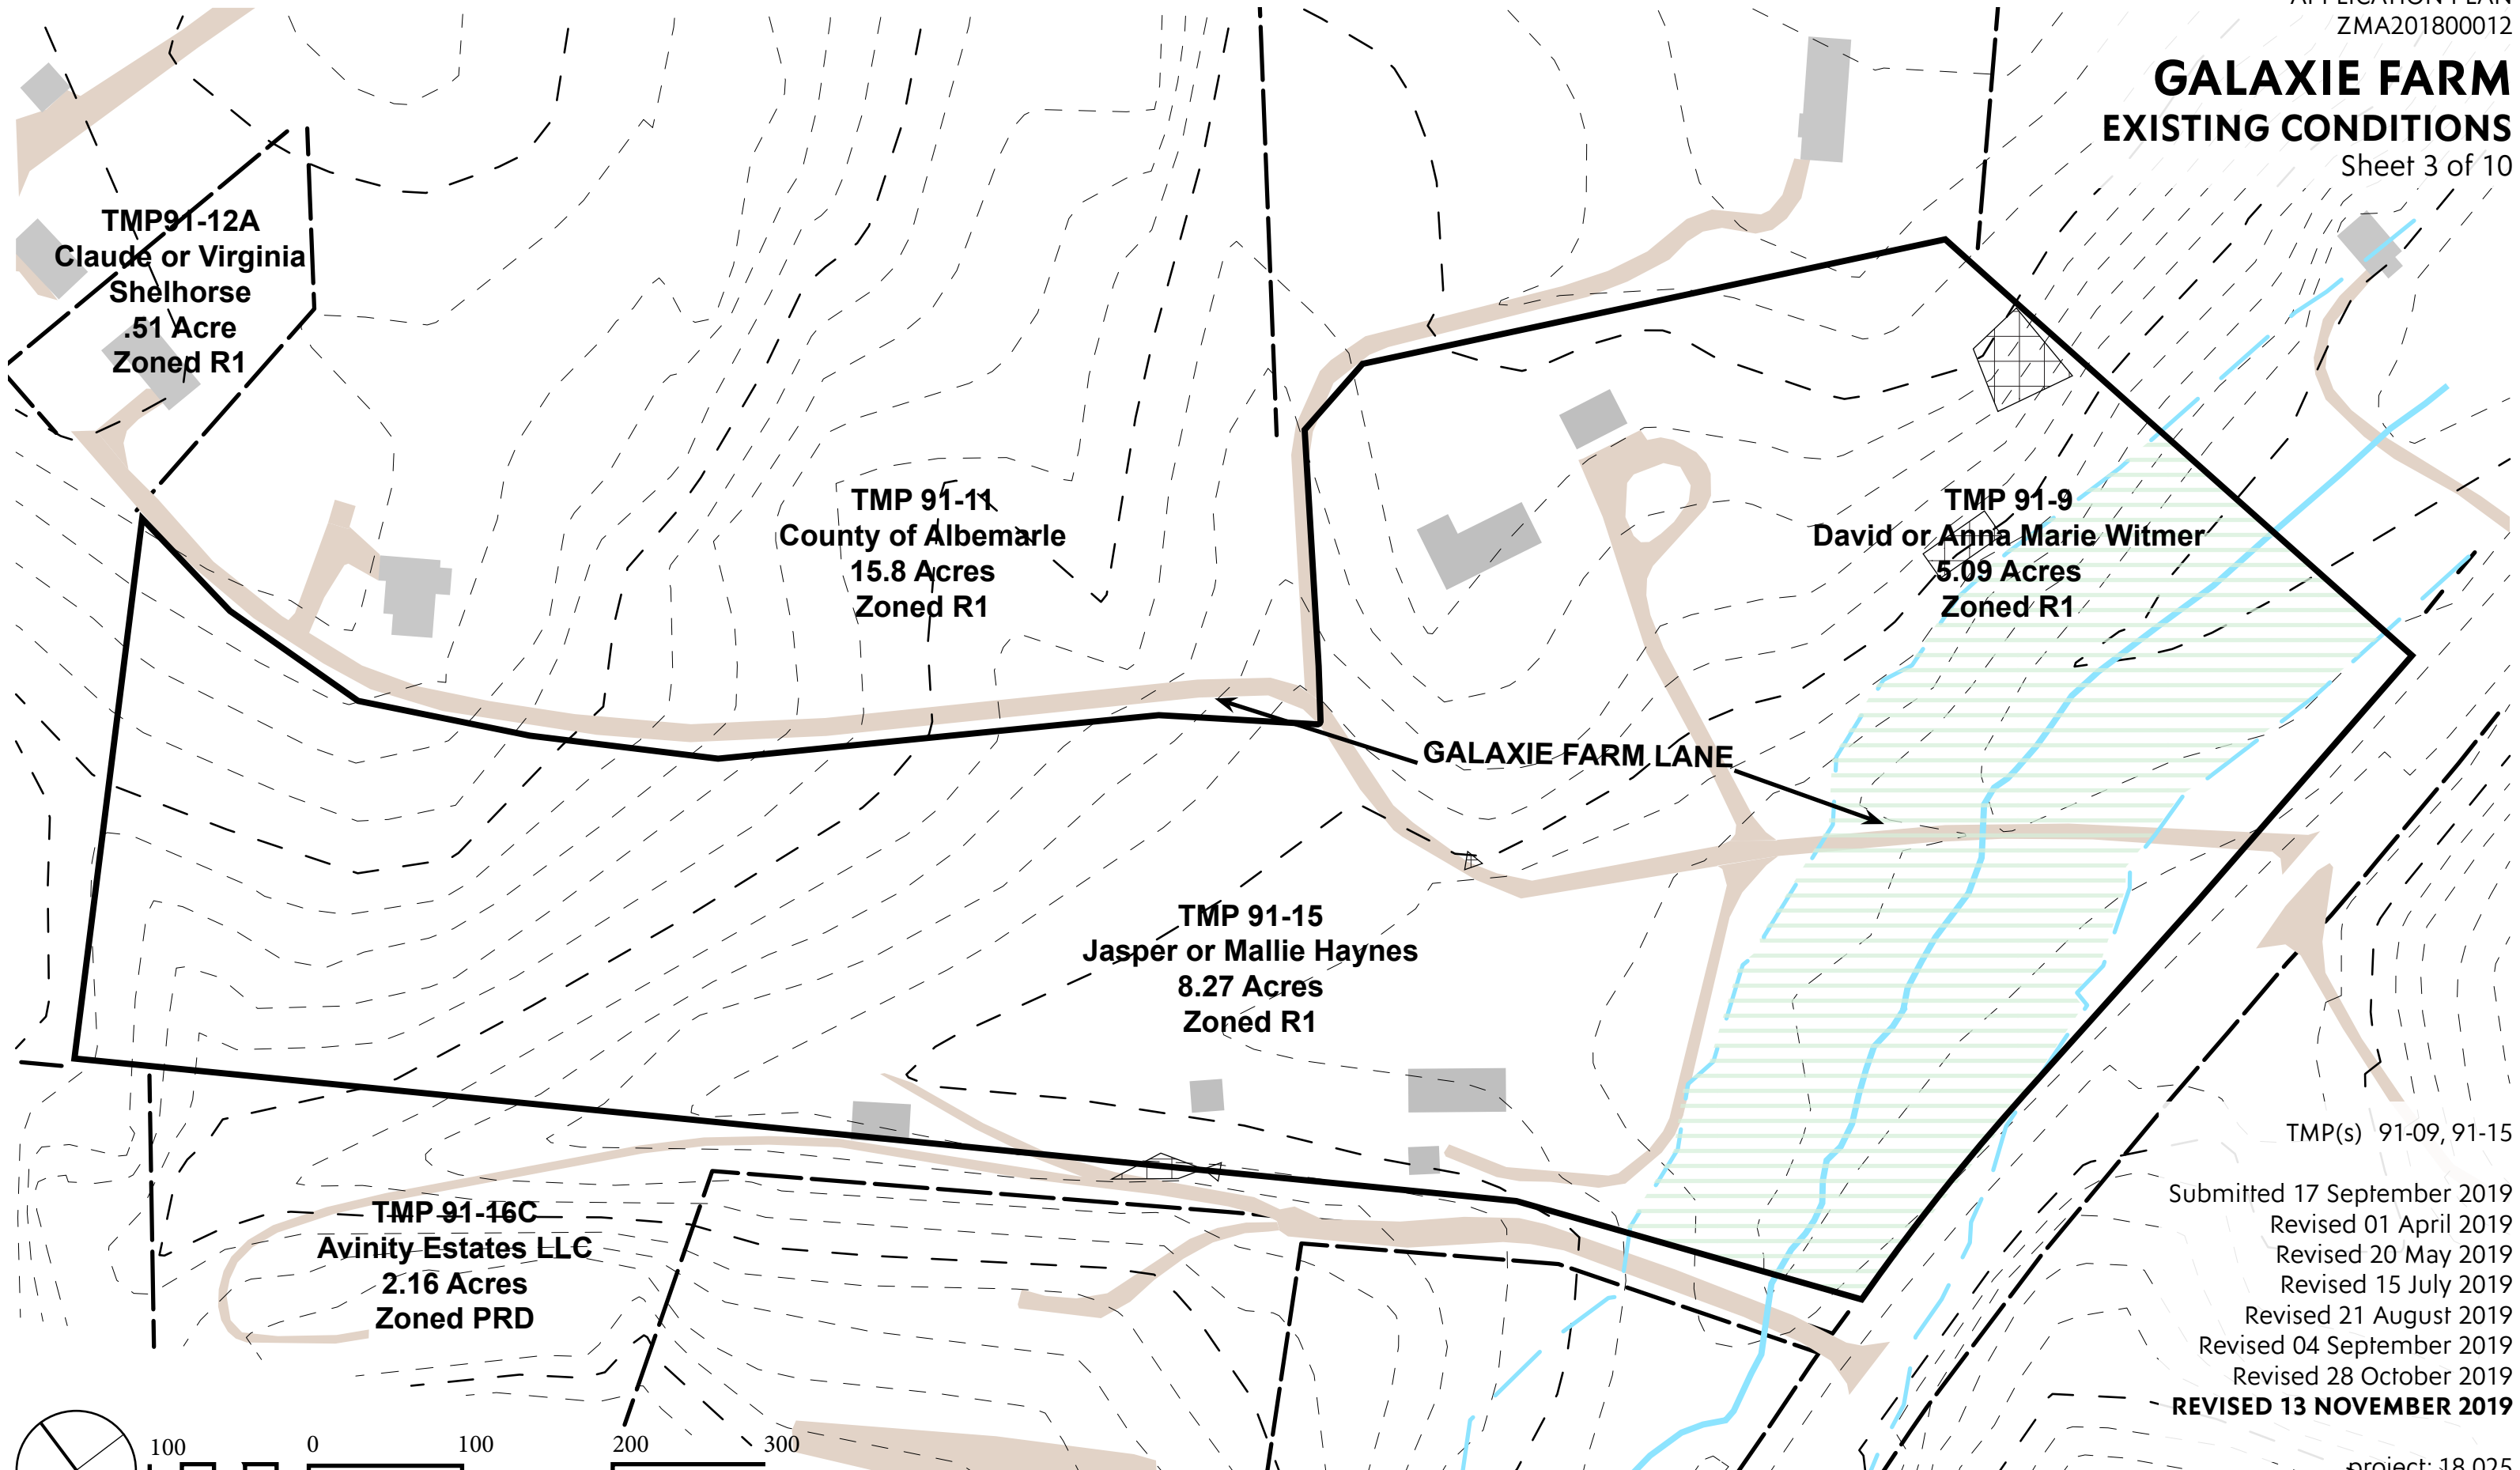 APPLICATION PLAN
ZMA201800012
GALAXIE FARM
EXISTING CONDITIONS
Sheet 3 of 10
TMP91-12A
Claude or Virginia
Shelhorse
.51 Acre
Zoned R1
TMP 91-11
County of Albemarle
15.8 Acres
Zoned R1
TMP 91-9
David or Anna Marie Witmer
5.09 Acres
Zoned R1
GALAXIE FARM LANE
TMP 91-15
Jasper or Mallie Haynes
8.27 Acres
Zoned R1
TMP 91-16C
Avinity Estates LLC
2.16 Acres
Zoned PRD
TMP(s) 91-09, 91-15
Submitted 17 September 2019
Revised 01 April 2019
Revised 20 May 2019
Revised 15 July 2019
Revised 21 August 2019
Revised 04 September 2019
Revised 28 October 2019
REVISED 13 NOVEMBER 2019
100 0 100 200 300
project: 18.025